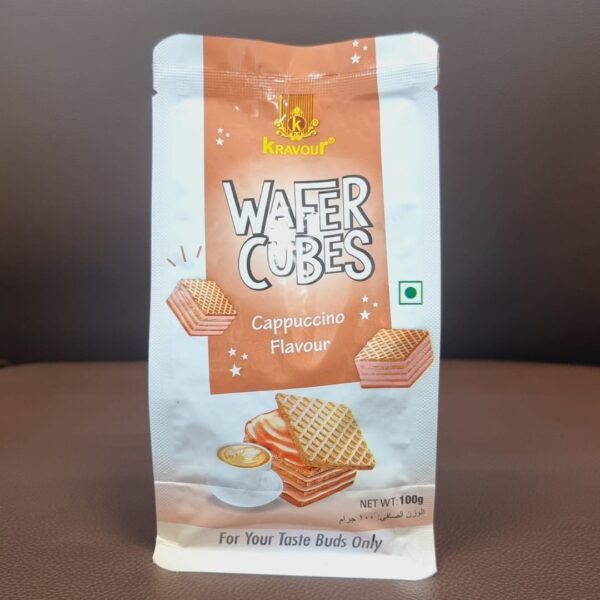 K
KRAVOUr®
WAFER
CUBES
Cappuccino
Flavour
NET WT: 100g
الوزن الصافي: ١٠٠ جرام
For Your Taste Buds Only